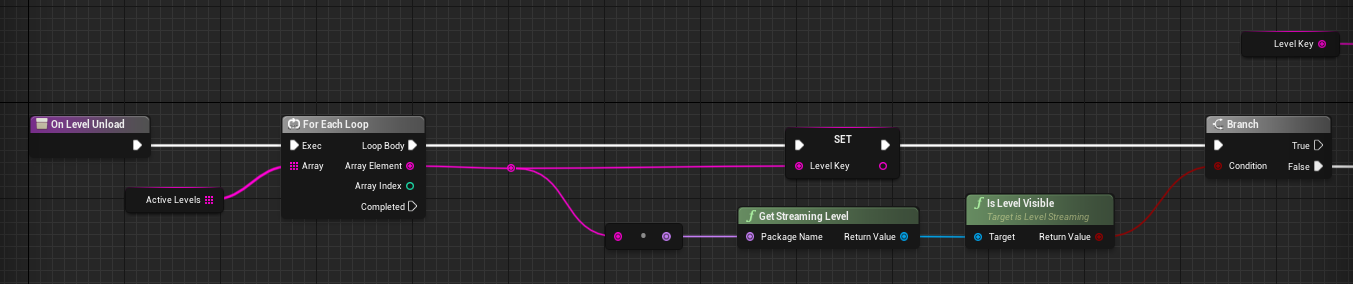 Level Key
On Level Unload
For Each Loop
SET
Branch
Exec
Loop Body
True
Array
Array Element
Level Key
Condition
False
Array Index
Active Levels
Completed
Is Level Visible
Target is Level Streaming
Get Streaming Level
Package Name
Return Value
Target
Return Value